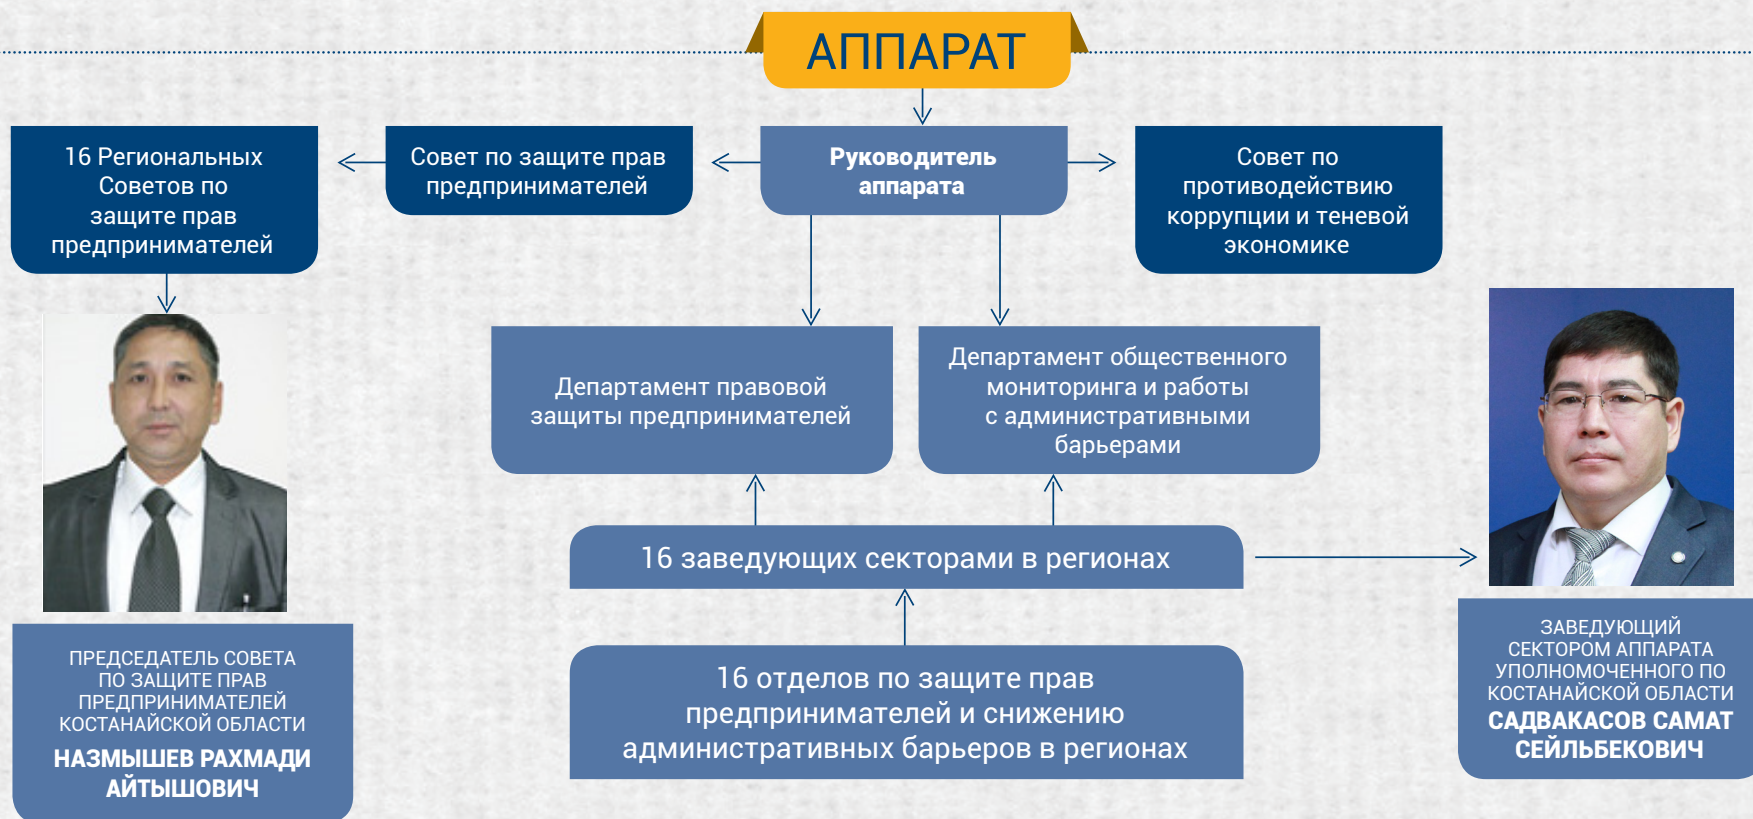 АППАРАТ
16 Региональных
Советов по
защите прав
предпринимателей
Совет по защите прав
предпринимателей
Руководитель
аппарата
Совет по
противодействию
коррупции и теневой
экономике
Департамент правовой
защиты предпринимателей
Департамент общественного
мониторинга и работы
с административными
барьерами
16 заведующих секторами в регионах
16 отделов по защите прав
предпринимателей и снижению
административных барьеров в регионах
ПРЕДСЕДАТЕЛЬ СОВЕТА
ПО ЗАЩИТЕ ПРАВ
ПРЕДПРИНИМАТЕЛЕЙ
КОСТАНАЙСКОЙ ОБЛАСТИ
НАЗМЫШЕВ РАХМАДИ
АЙТЫШОВИЧ
ЗАВЕДУЮЩИЙ
СЕКТОРОМ АППАРАТА
УПОЛНОМОЧЕННОГО ПО
КОСТАНАЙСКОЙ ОБЛАСТИ
САДВАКАСОВ САМАТ
СЕЙЛЬБЕКОВИЧ